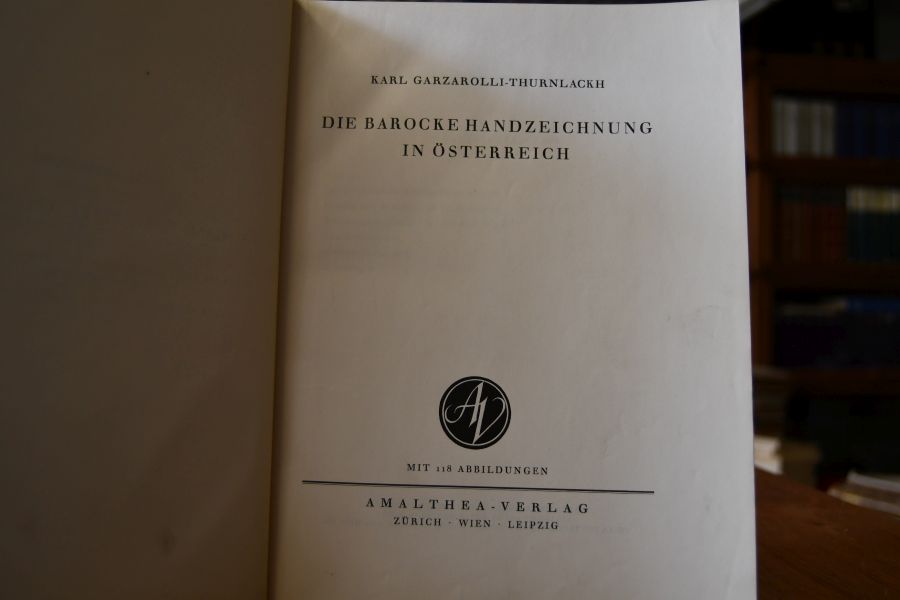 KARL GARZAROLLI-THURNLACKH
DIE BAROCKE HANDZEICHNUNG
IN ÖSTERREICH
AV
MIT 118 ABBILDUNGEN
AMALTHEA-VERLAG
ZÜRICH · WIEN · LEIPZIG